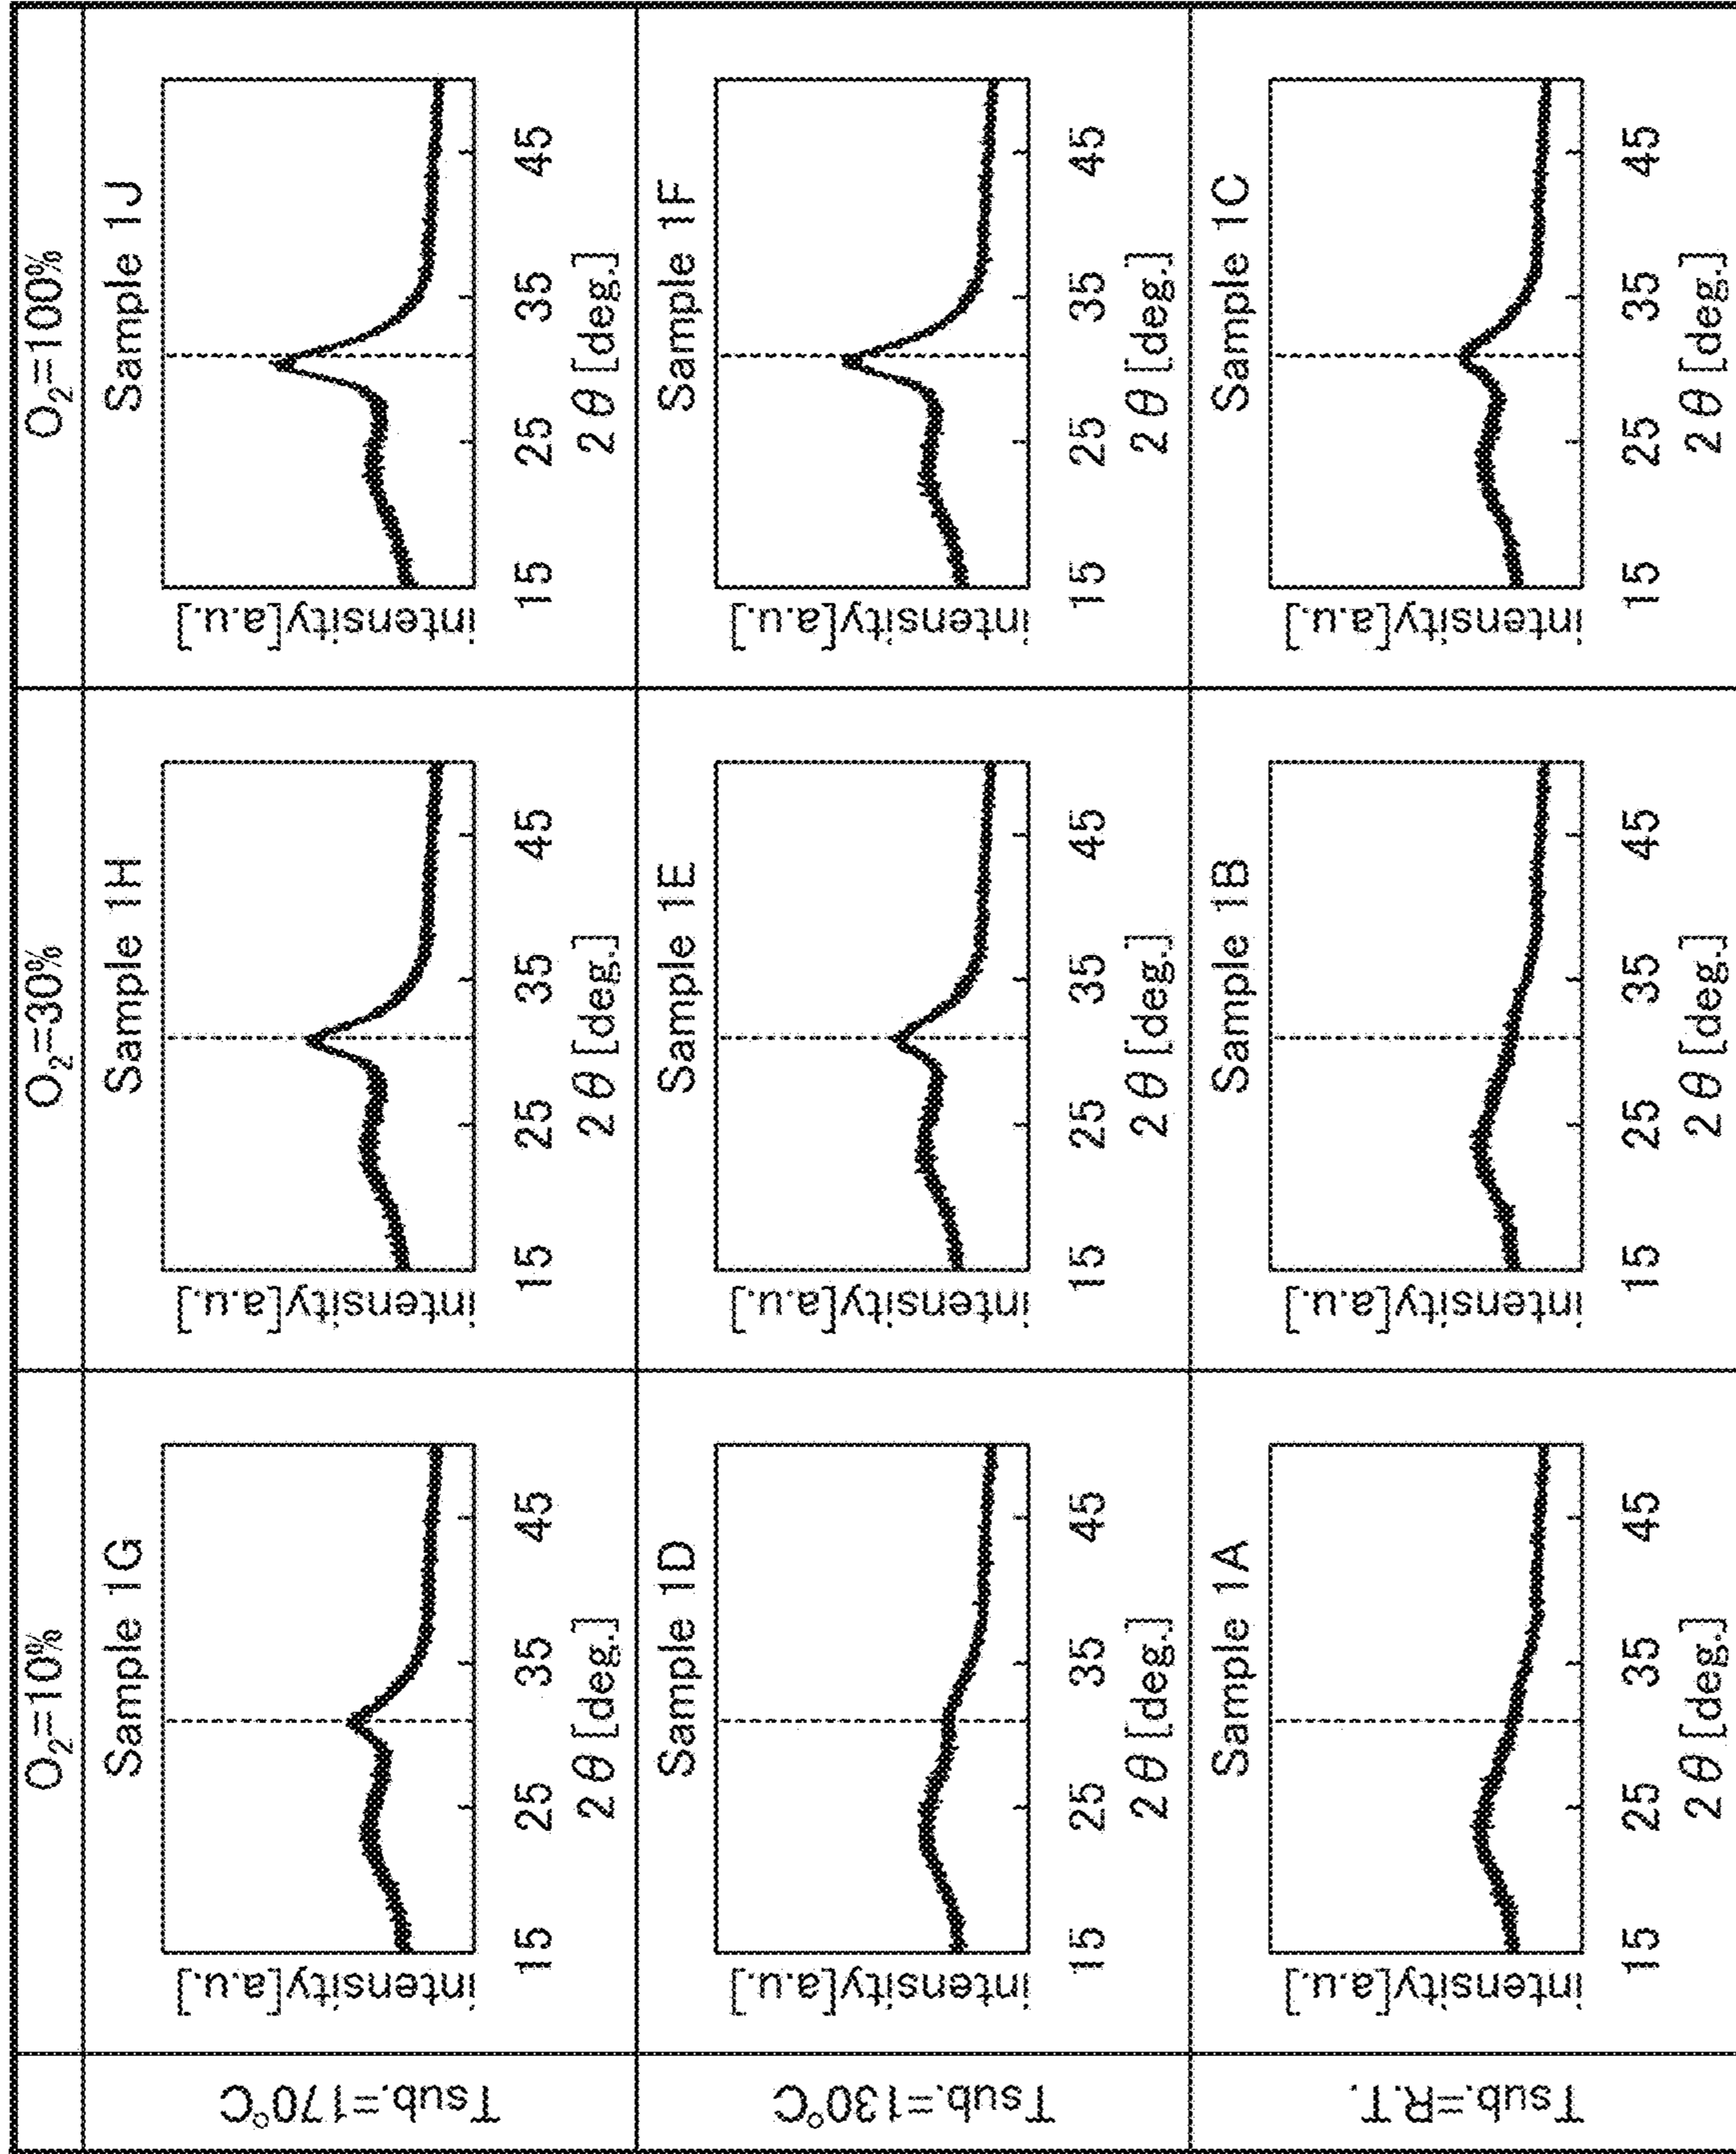 O2=10%
O2=30%
O2=100%
Tsub.=170°C
Sample 1G
intensity[a.u.]
15 25 35 45
2θ [deg.]
Sample 1H
intensity[a.u.]
15 25 35 45
2θ [deg.]
Sample 1J
intensity[a.u.]
15 25 35 45
2θ [deg.]
Tsub.=130°C
Sample 1D
intensity[a.u.]
15 25 35 45
2θ [deg.]
Sample 1E
intensity[a.u.]
15 25 35 45
2θ [deg.]
Sample 1F
intensity[a.u.]
15 25 35 45
2θ [deg.]
Tsub.=R.T.
Sample 1A
intensity[a.u.]
15 25 35 45
2θ [deg.]
Sample 1B
intensity[a.u.]
15 25 35 45
2θ [deg.]
Sample 1C
intensity[a.u.]
15 25 35 45
2θ [deg.]